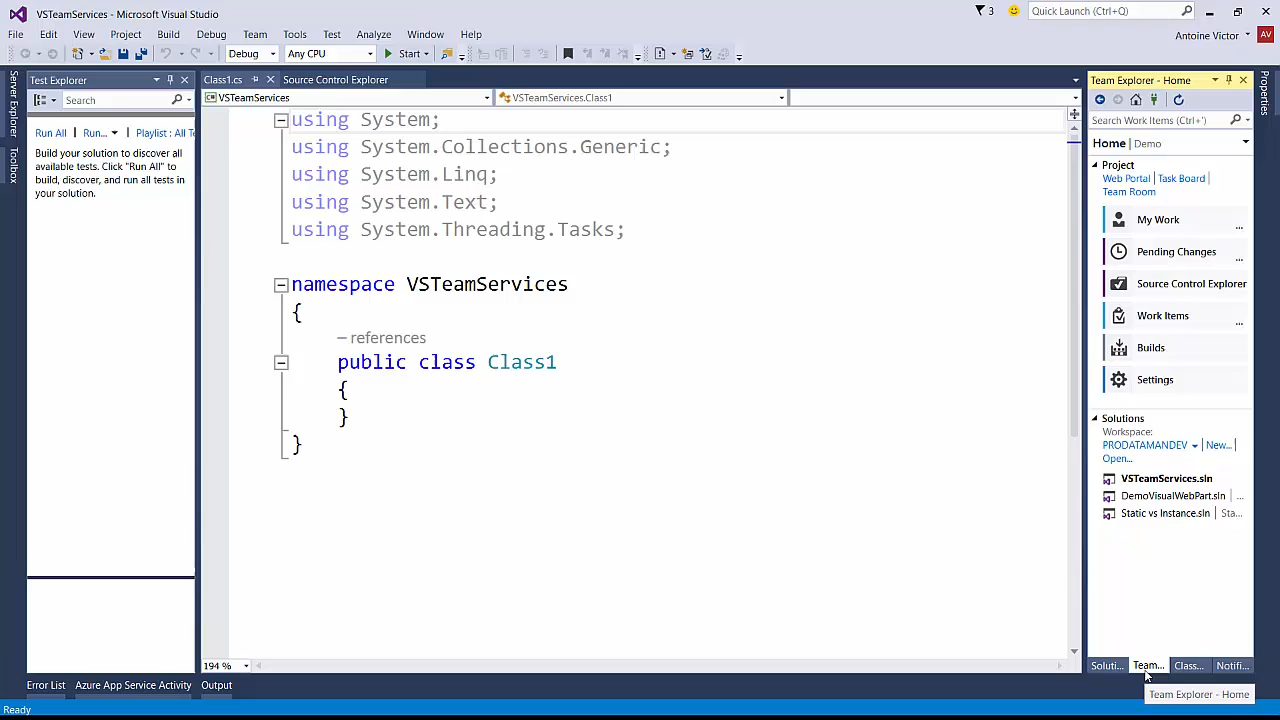 VSTeamServices - Microsoft Visual Studio
3
Quick Launch (Ctrl+Q)
File Edit View Project Build Debug Team Tools Test Analyze Window Help
Antoine Victor
AV
Debug
Any CPU
Start
Server Explorer
Toolbox
Test Explorer
Search
Run All
Run...
Playlist : All T
Build your solution to discover all
available tests. Click "Run All" to
build, discover, and run all tests in
your solution.
Class1.cs
Source Control Explorer
VSTeamServices
VSTeamServices.Class1
using System;
using System.Collections.Generic;
using System.Linq;
using System.Text;
using System.Threading.Tasks;
namespace VSTeamServices
{
– references
public class Class1
{
}
}
194 %
Team Explorer - Home
Search Work Items (Ctrl+')
Home | Demo
Project
Web Portal | Task Board |
Team Room
My Work
...
Pending Changes
...
Source Control Explorer
Work Items
...
Builds
Settings
Solutions
Workspace:
PRODATAMANDEV | New... |
Open...
VSTeamServices.sln
DemoVisualWebPart.sln | ...
Static vs Instance.sln | Sta...
Soluti... Team... Class... Notifi...
Team Explorer - Home
Properties
Error List Azure App Service Activity Output
Ready